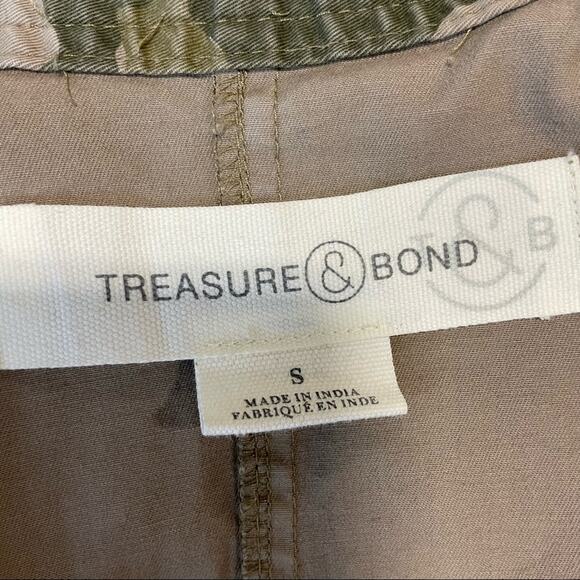 TREASURE & BOND
T & B
S
MADE IN INDIA
FABRIQUÉ EN INDE